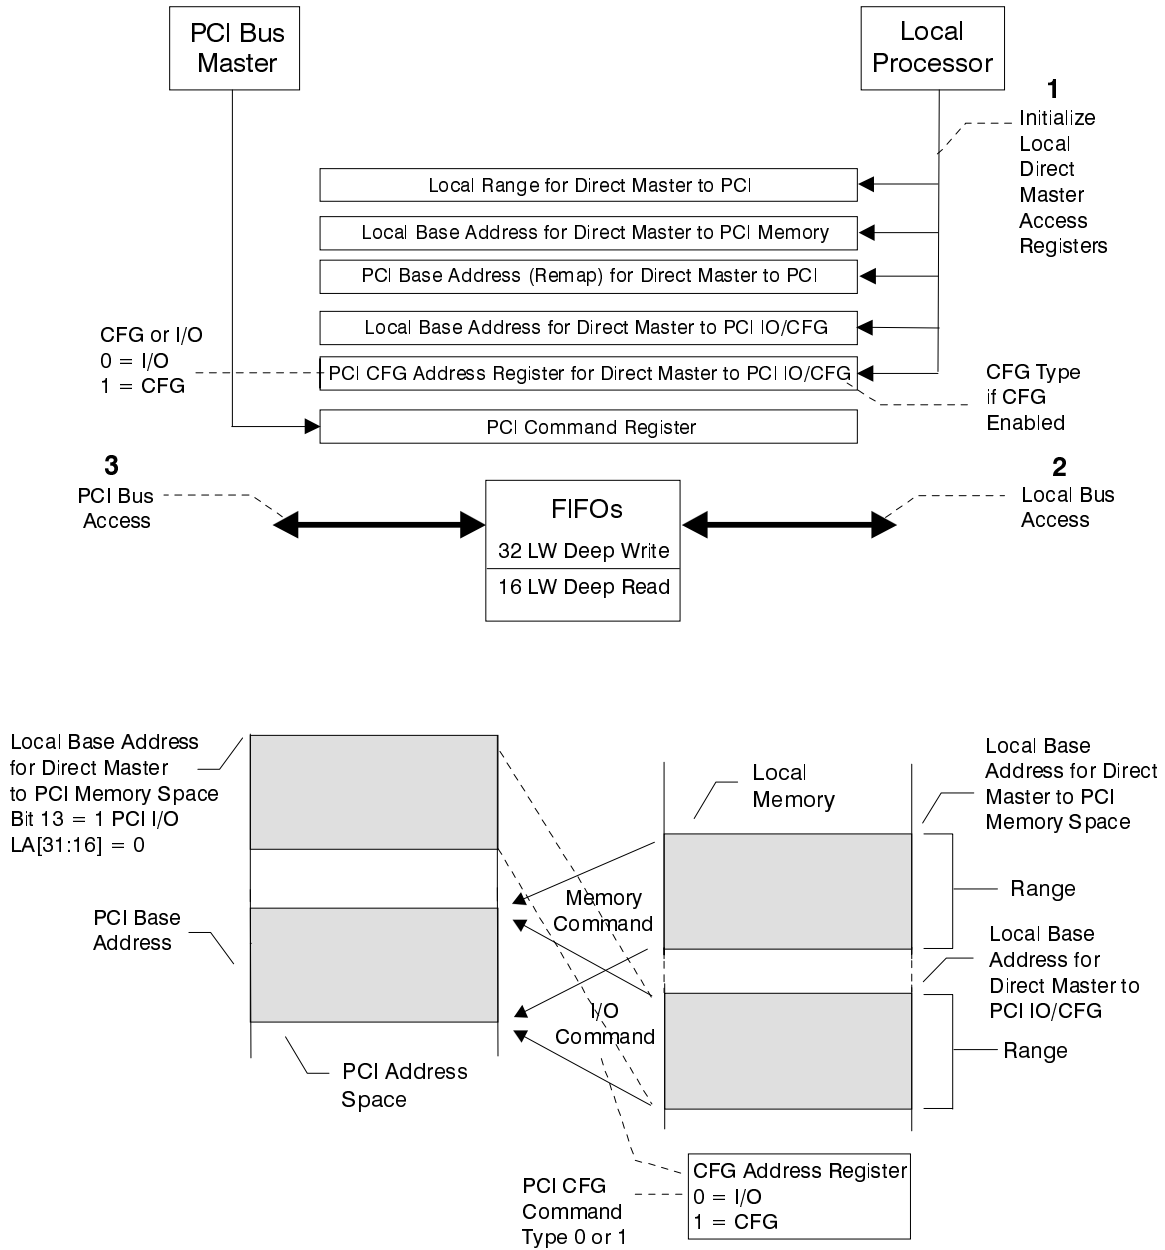 PCI Bus
Master
Local
Processor
1
Initialize
Local
Direct
Master
Access
Registers
Local Range for Direct Master to PCI
Local Base Address for Direct Master to PCI Memory
PCI Base Address (Remap) for Direct Master to PCI
Local Base Address for Direct Master to PCI IO/CFG
CFG or I/O
0 = I/O
1 = CFG
PCI CFG Address Register for Direct Master to PCI IO/CFG
CFG Type
if CFG
Enabled
PCI Command Register
3
PCI Bus
Access
FIFOs
32 LW Deep Write
16 LW Deep Read
2
Local Bus
Access
Local Base Address
for Direct Master
to PCI Memory Space
Bit 13 = 1 PCI I/O
LA[31:16] = 0
PCI Base
Address
PCI Address
Space
Memory
Command
I/O
Command
Local
Memory
Local Base
Address for Direct
Master to PCI
Memory Space
Range
Local Base
Address for
Direct Master to
PCI IO/CFG
Range
PCI CFG
Command
Type 0 or 1
CFG Address Register
0 = I/O
1 = CFG